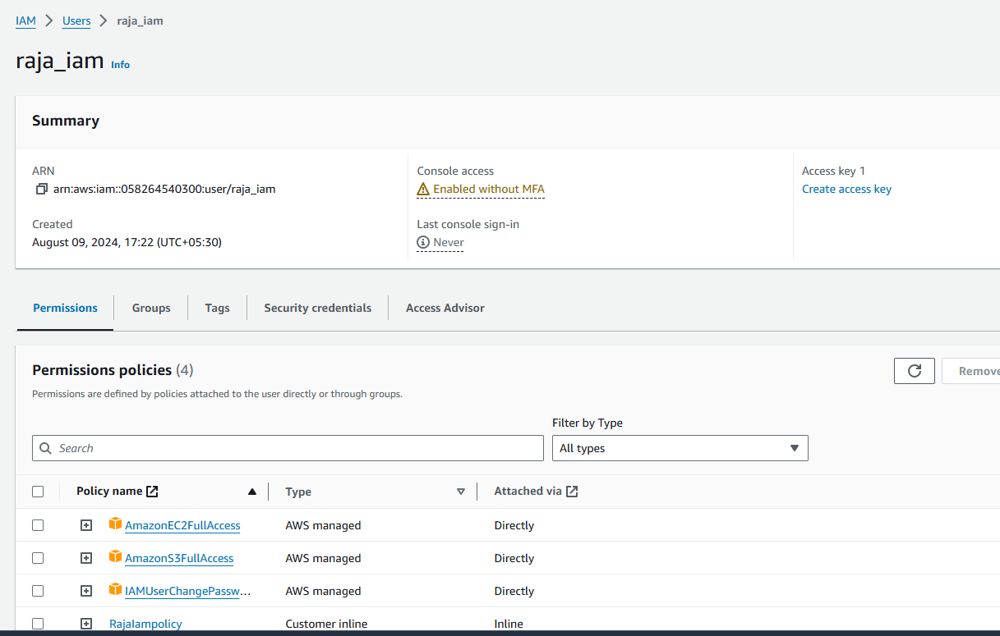 IAM > Users > raja_iam
raja_iam Info
Summary
ARN
arn:aws:iam::058264540300:user/raja_iam
Created
August 09, 2024, 17:22 (UTC+05:30)
Console access
Enabled without MFA
Last console sign-in
Never
Access key 1
Create access key
Permissions Groups Tags Security credentials Access Advisor
Permissions policies (4)
Remove
Permissions are defined by policies attached to the user directly or through groups.
Filter by Type
Search All types
Policy name Type Attached via
AmazonEC2FullAccess AWS managed Directly
AmazonS3FullAccess AWS managed Directly
IAMUserChangePassw... AWS managed Directly
RajaIampolicy Customer inline Inline